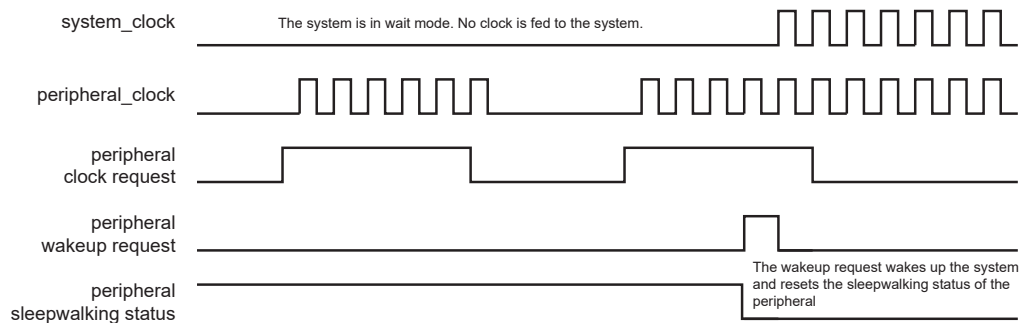 system_clock
The system is in wait mode. No clock is fed to the system.
peripheral_clock
peripheral
clock request
peripheral
wakeup request
The wakeup request wakes up the system
and resets the sleepwalking status of the
peripheral
peripheral
sleepwalking status